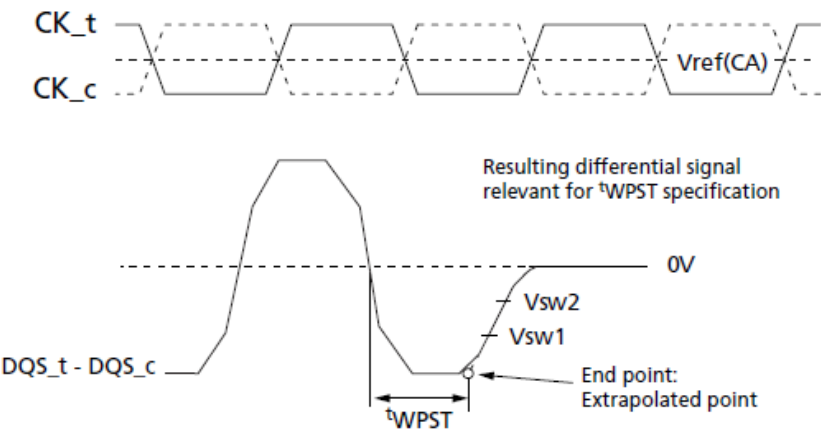 CK_t
Vref(CA)
CK_c
Resulting differential signal
relevant for tWPST specification
0V
Vsw2
Vsw1
DQS_t - DQS_c
End point:
Extrapolated point
tWPST